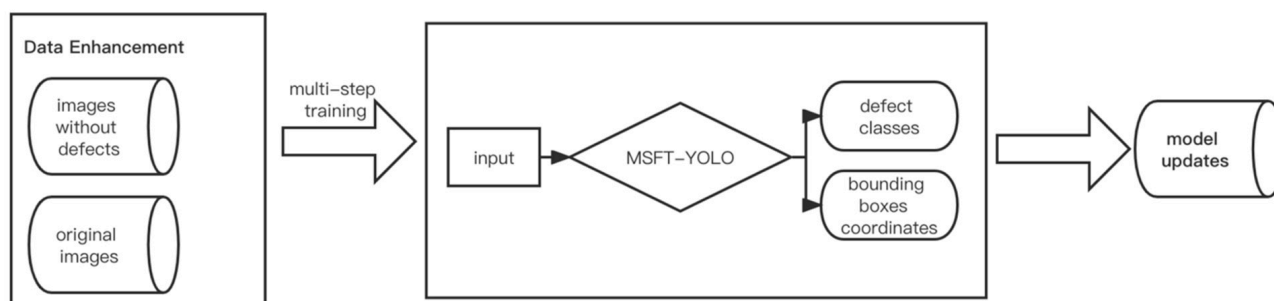 Data Enhancement
images
without
defects
original
images
multi-step
training
input
MSFT-YOLO
defect
classes
bounding
boxes
coordinates
model
updates